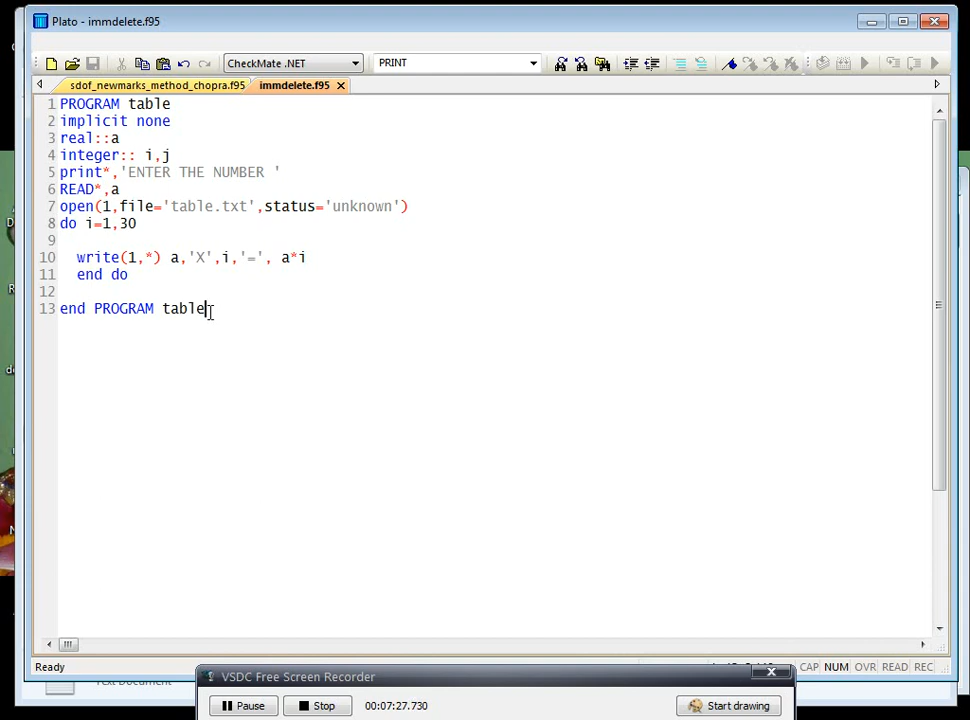 Plato - immdelete.f95
CheckMate .NET
PRINT
sdof_newmarks_method_chopra.f95 immdelete.f95
1 PROGRAM table
2 implicit none
3 real::a
4 integer:: i,j
5 print*,'ENTER THE NUMBER '
6 READ*,a
7 open(1,file='table.txt',status='unknown')
8 do i=1,30
9
10 write(1,*) a,'X',i,'=', a*i
11 end do
12
13 end PROGRAM table
Ready
CAP NUM OVR READ REC
VSDC Free Screen Recorder
Pause Stop 00:07:27.730 Start drawing